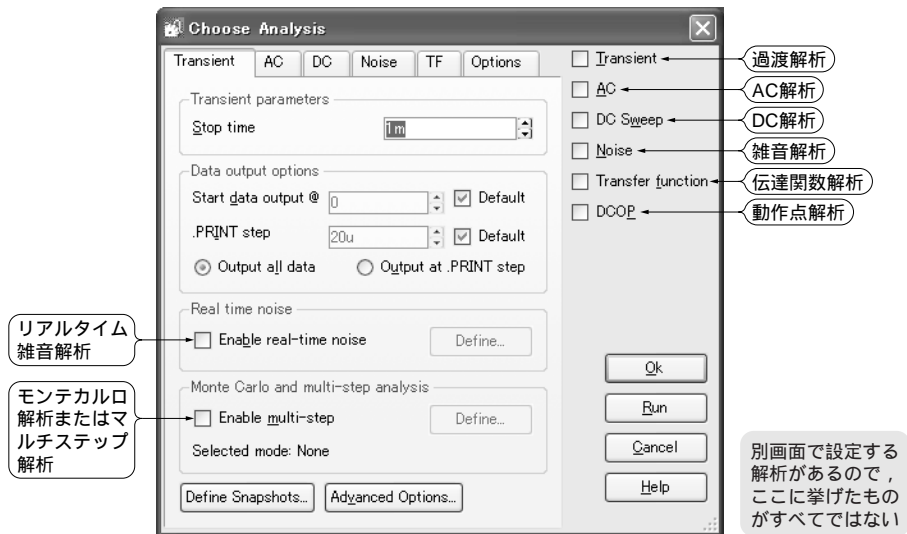 Choose Analysis
Transient
AC
DC
Noise
TF
Options
Transient parameters
Stop time
1m
Data output options
Start data output @
0
Default
.PRINT step
20u
Default
Output all data
Output at .PRINT step
Real time noise
Enable real-time noise
Define...
Monte Carlo and multi-step analysis
Enable multi-step
Define...
Selected mode: None
Define Snapshots...
Advanced Options...
Transient
過渡解析
AC
AC解析
DC Sweep
DC解析
Noise
雑音解析
Transfer function
伝達関数解析
DCOP
動作点解析
Ok
Run
Cancel
Help
リアルタイム
雑音解析
モンテカルロ
解析またはマ
ルチステップ
解析
別画面で設定する
解析があるので，
ここに挙げたもの
がすべてではない